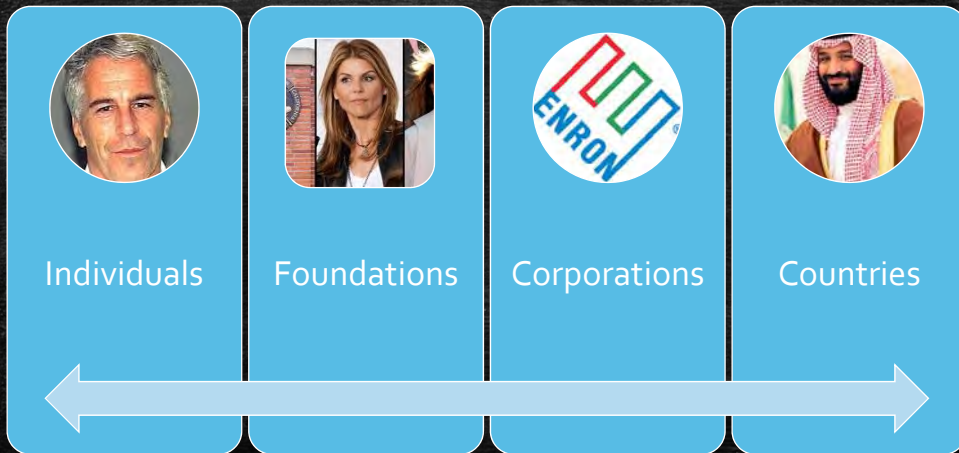 ENRON
®
Individuals
Foundations
Corporations
Countries